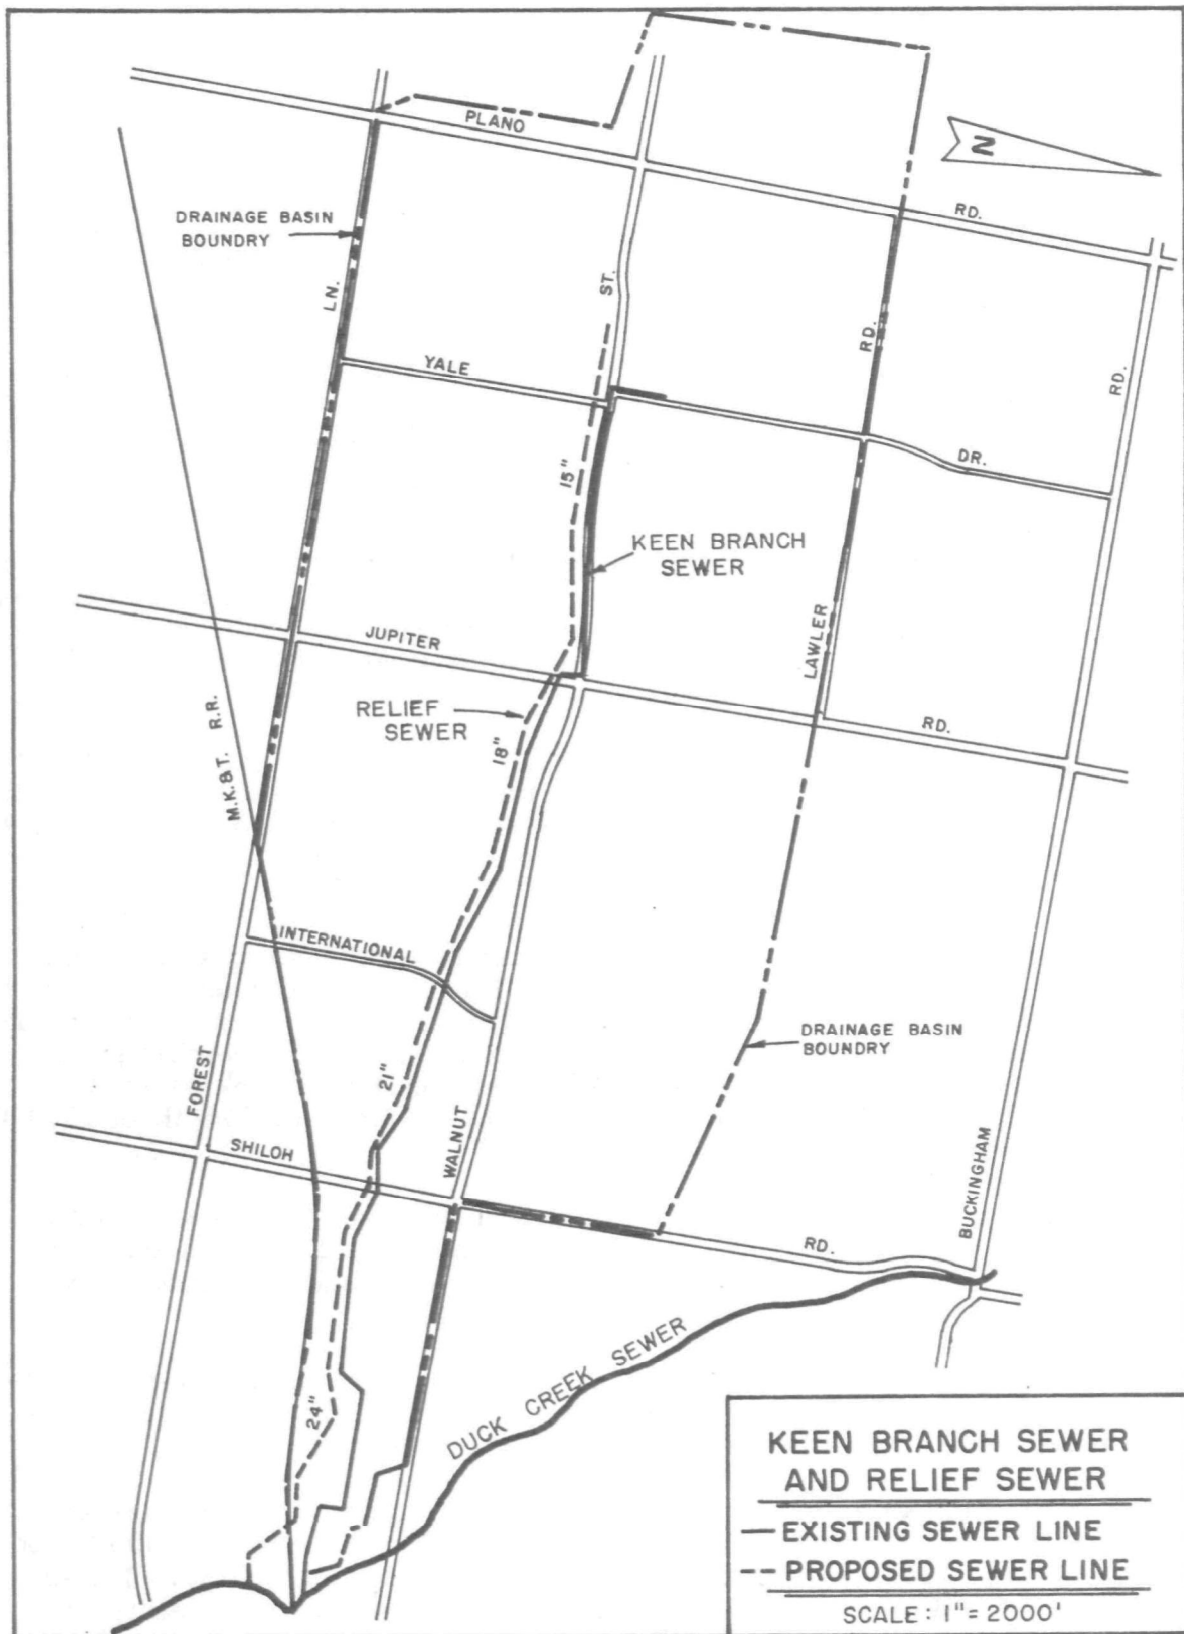 PLANO
N
RD.
DRAINAGE BASIN
BOUNDRY
LN.
ST.
RD.
RD.
YALE
DR.
15"
KEEN BRANCH
SEWER
LAWLER
JUPITER
RD.
M.K.&T. R.R.
RELIEF
SEWER
18"
INTERNATIONAL
DRAINAGE BASIN
BOUNDRY
21"
FOREST
SHILOH
WALNUT
BUCKINGHAM
RD.
24"
DUCK CREEK SEWER
KEEN BRANCH SEWER
AND RELIEF SEWER
EXISTING SEWER LINE
PROPOSED SEWER LINE
SCALE: 1" = 2000'